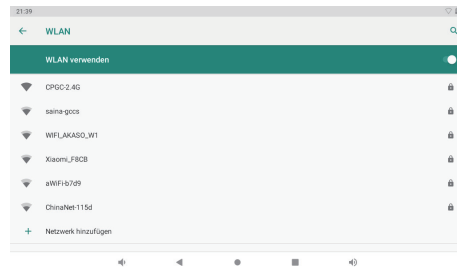 21:39
WLAN
WLAN verwenden
CPGC-2.4G
saina-gccs
WIFI_AKASO_W1
Xiaomi_F8CB
aWiFi-b7d9
ChinaNet-115d
Netzwerk hinzufügen